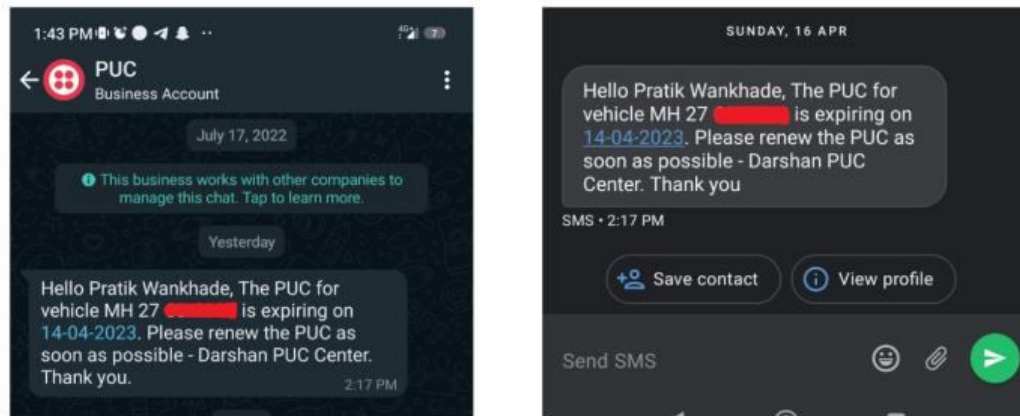 1:43 PM
4G+
7
PUC
Business Account
July 17, 2022
This business works with other companies to
manage this chat. Tap to learn more.
Yesterday
Hello Pratik Wankhade, The PUC for
vehicle MH 27 is expiring on
14-04-2023. Please renew the PUC as
soon as possible - Darshan PUC Center.
Thank you.
2:17 PM
SUNDAY, 16 APR
Hello Pratik Wankhade, The PUC for
vehicle MH 27 is expiring on
14-04-2023. Please renew the PUC as
soon as possible - Darshan PUC
Center. Thank you
SMS • 2:17 PM
Save contact
View profile
Send SMS